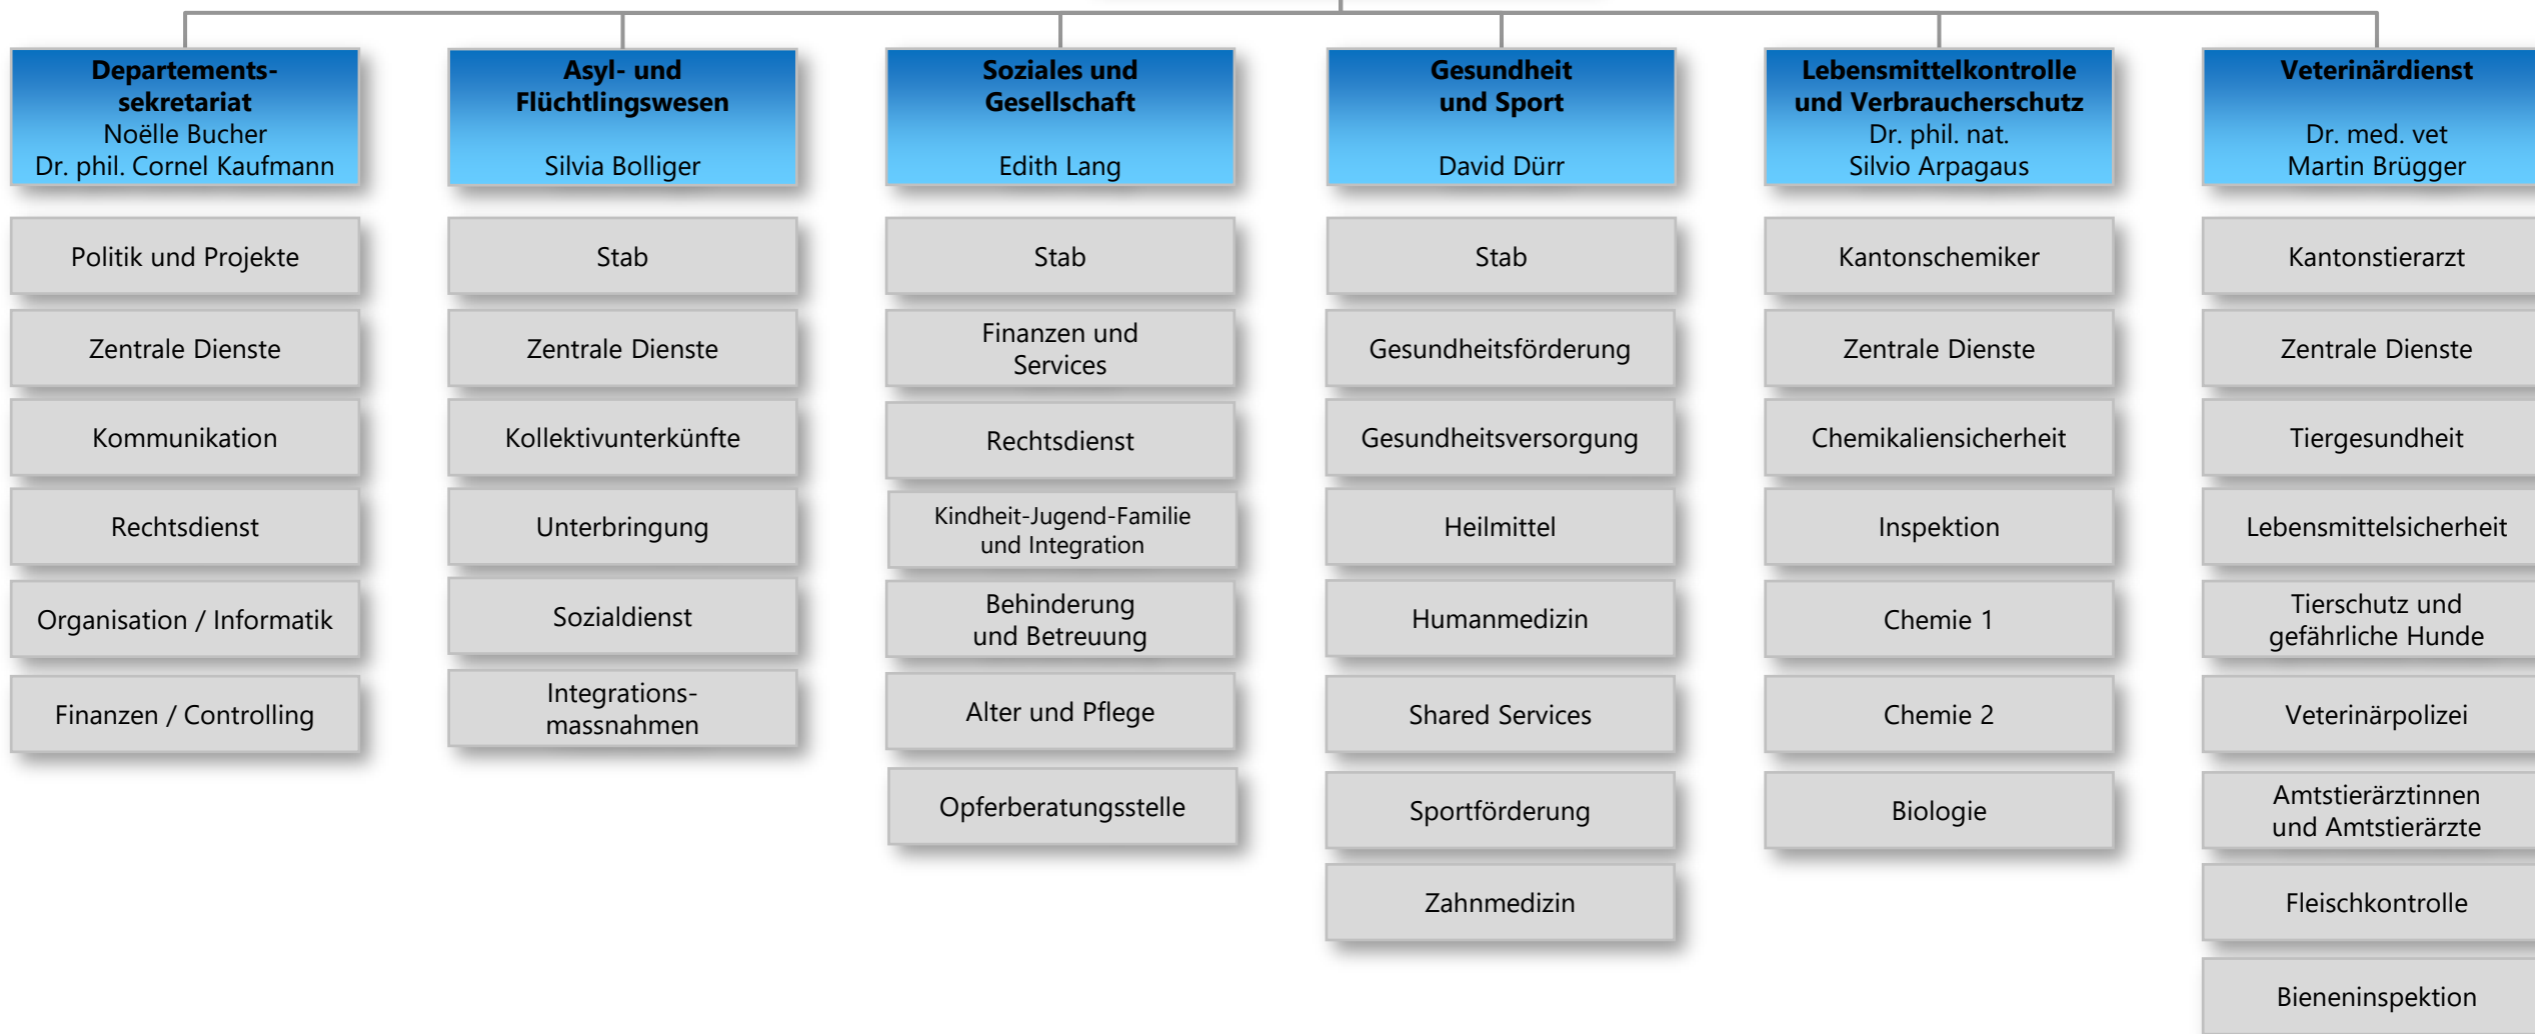 Departements-
sekretariat
Noëlle Bucher
Dr. phil. Cornel Kaufmann
Politik und Projekte
Zentrale Dienste
Kommunikation
Rechtsdienst
Organisation / Informatik
Finanzen / Controlling
Asyl- und
Flüchtlingswesen
Silvia Bolliger
Stab
Zentrale Dienste
Kollektivunterkünfte
Unterbringung
Sozialdienst
Integrations-
massnahmen
Soziales und
Gesellschaft
Edith Lang
Stab
Finanzen und
Services
Rechtsdienst
Kindheit-Jugend-Familie
und Integration
Behinderung
und Betreuung
Alter und Pflege
Opferberatungsstelle
Gesundheit
und Sport
David Dürr
Stab
Gesundheitsförderung
Gesundheitsversorgung
Heilmittel
Humanmedizin
Shared Services
Sportförderung
Zahnmedizin
Lebensmittelkontrolle
und Verbraucherschutz
Dr. phil. nat.
Silvio Arpagaus
Kantonschemiker
Zentrale Dienste
Chemikaliensicherheit
Inspektion
Chemie 1
Chemie 2
Biologie
Veterinärdienst
Dr. med. vet
Martin Brügger
Kantonstierarzt
Zentrale Dienste
Tiergesundheit
Lebensmittelsicherheit
Tierschutz und
gefährliche Hunde
Veterinärpolizei
Amtstierärztinnen
und Amtstierärzte
Fleischkontrolle
Bieneninspektion